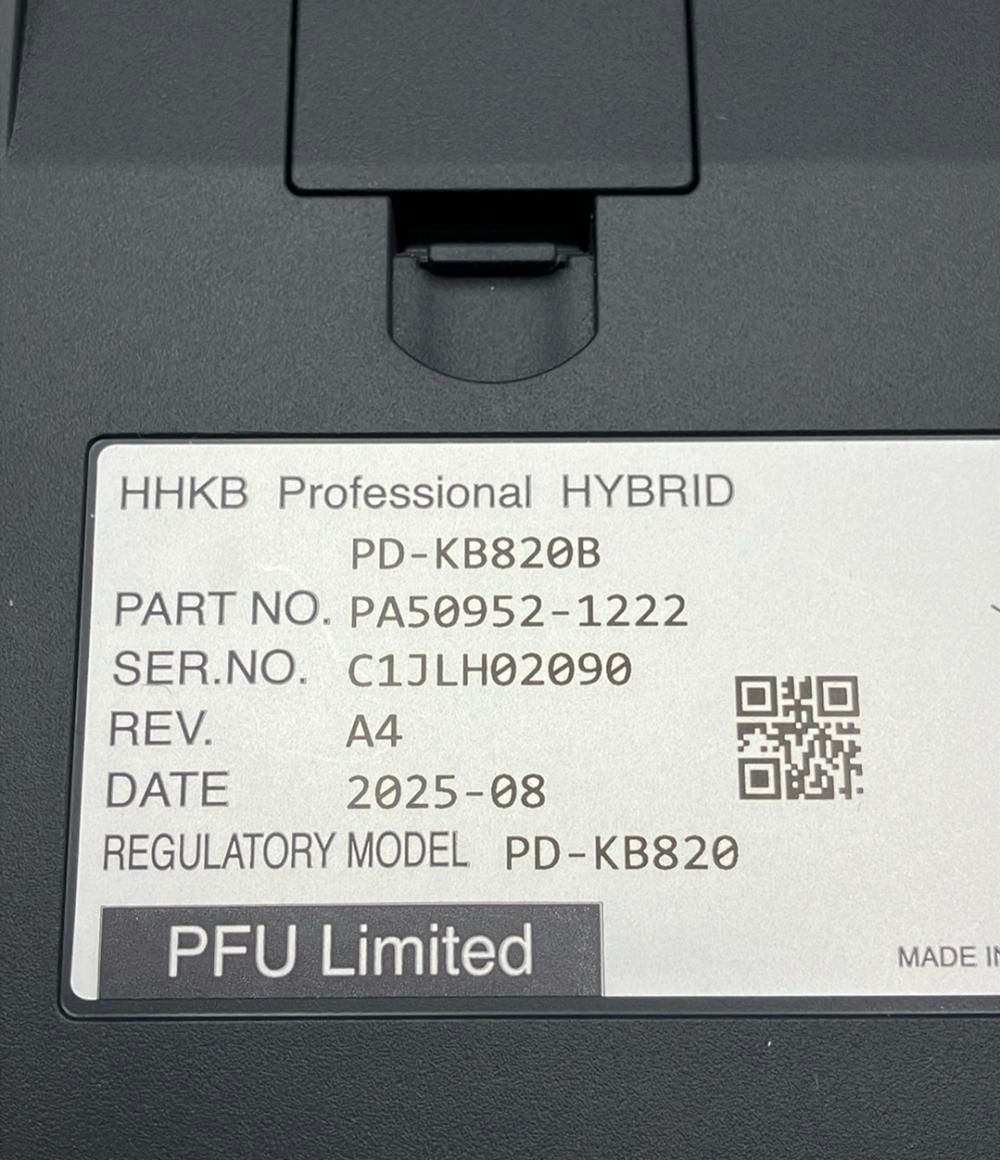 HHKB Professional HYBRID
PD-KB820B
PART NO. PA50952-1222
SER.NO. C1JLH02090
REV. A4
DATE 2025-08
REGULATORY MODEL PD-KB820
PFU Limited
MADE